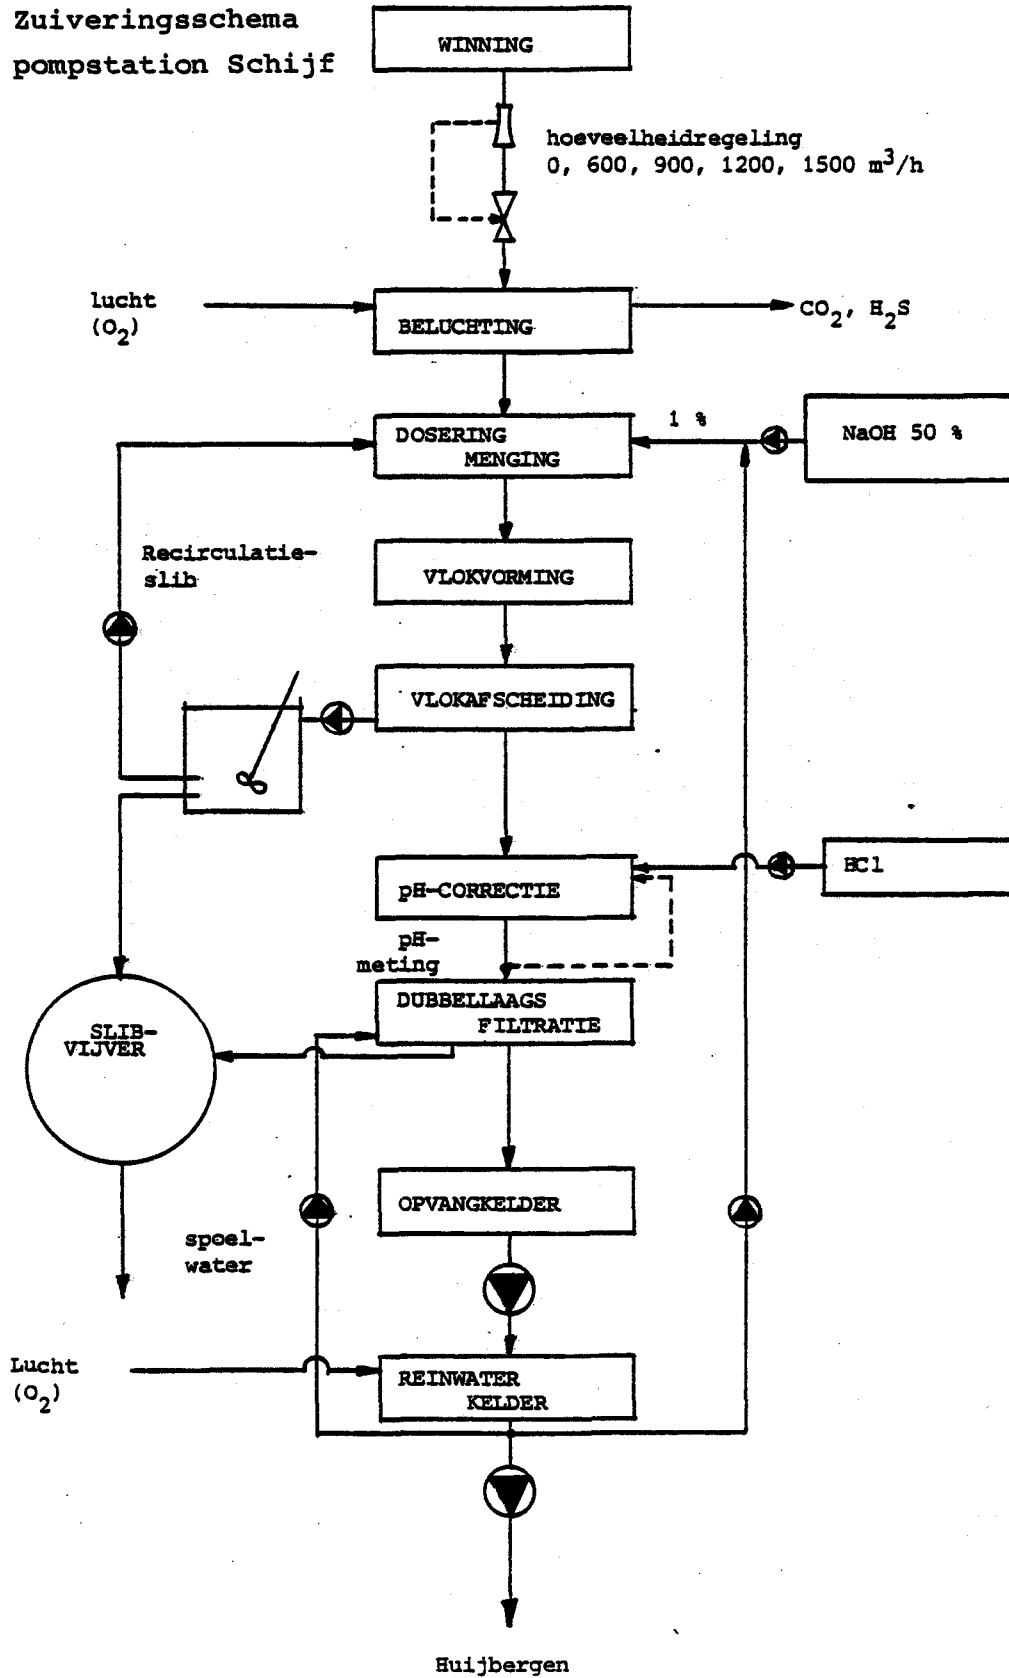 Zuiveringsschema
pompstation Schijf
WINNING
hoeveelheidregeling
0, 600, 900, 1200, 1500 m³/h
lucht
(O₂)
BELUCHTING
CO₂, H₂S
DOSERING
MENGING
1 %
NaOH 50 %
Recirculatie-
slib
VLOKVORMING
VLOKAFSCHEIDING
pH-CORRECTIE
HCl
pH-
meting
DUBBELLAAGS
FILTRATIE
SLIB-
VIJVER
OPVANGKELDER
spoel-
water
Lucht
(O₂)
REINWATER
KELDER
Huijbergen